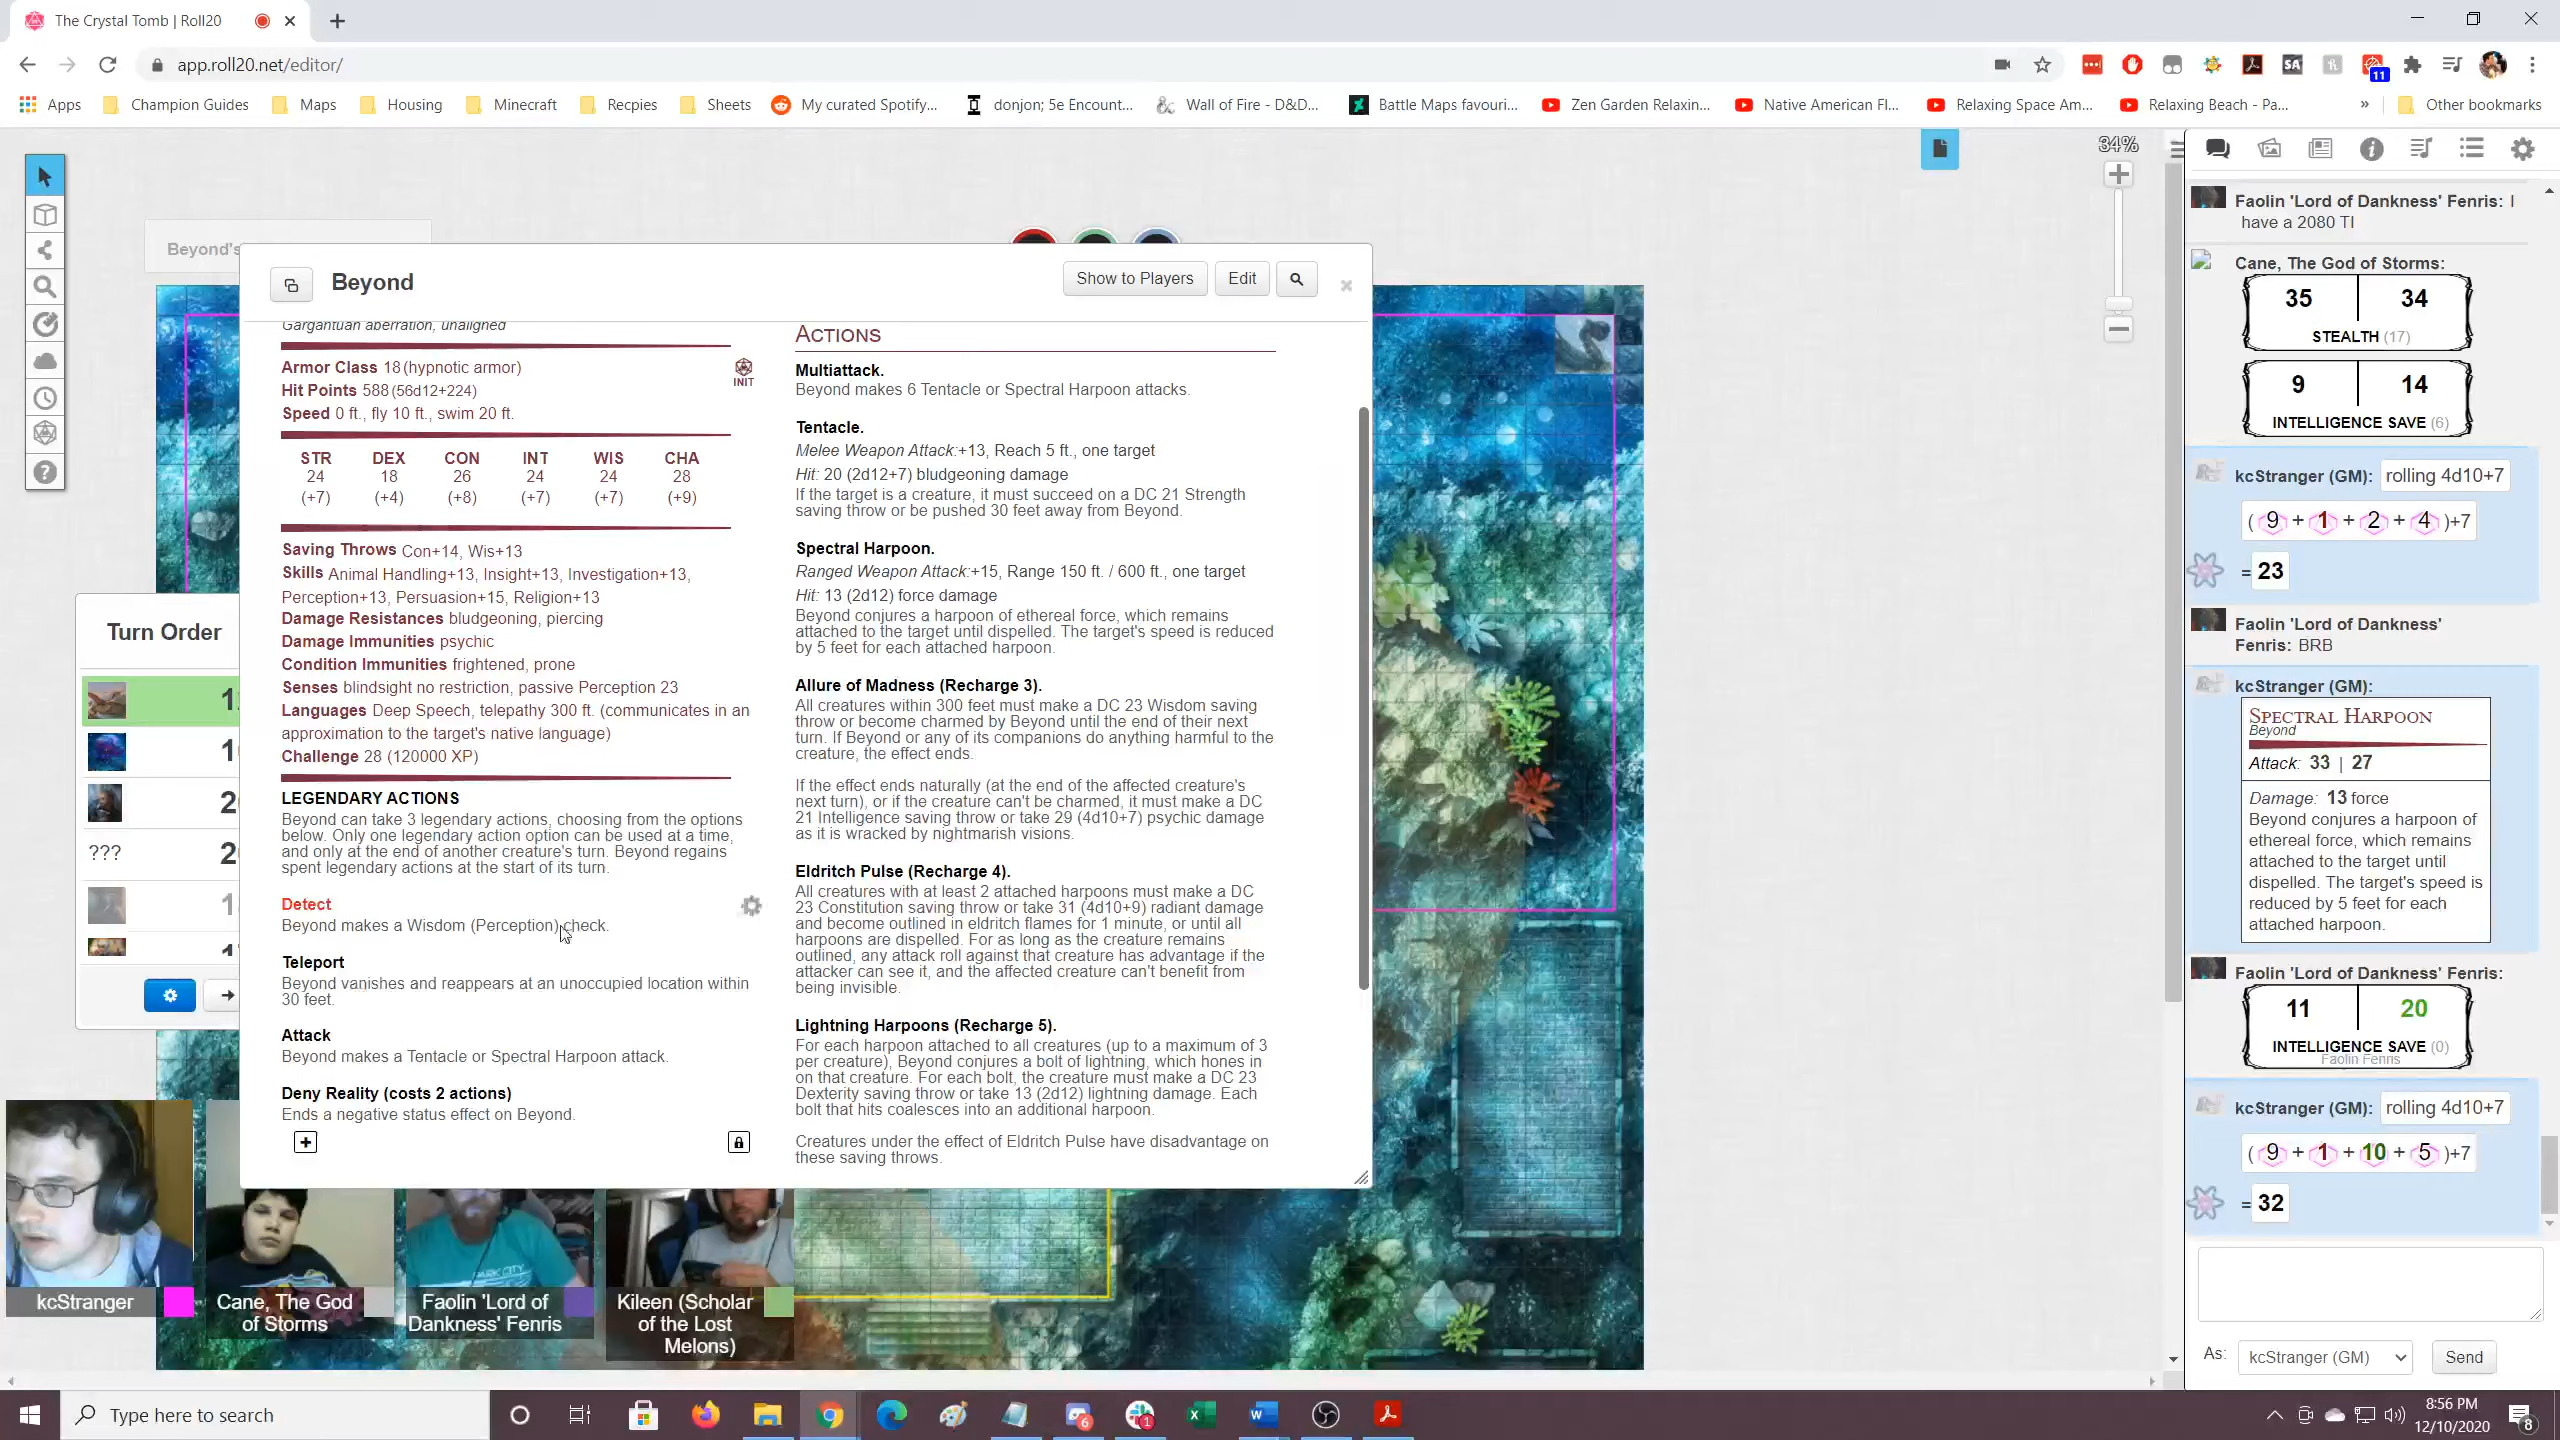 The Crystal Tomb | Roll20
app.roll20.net/editor/
11
SA
Apps
Champion Guides
Maps
Housing
Minecraft
Recpies
Sheets
My curated Spotify...
donjon; 5e Encount...
Wall of Fire - D&D...
Battle Maps favouri...
Zen Garden Relaxin...
Native American Fl...
Relaxing Space Am...
Relaxing Beach - Pa...
»
Other bookmarks
34%
Beyond's
Beyond
Show to Players
Edit
Gargantuan aberration, unaligned
Armor Class 18 (hypnotic armor)
Hit Points 588 (56d12+224)
Speed 0 ft., fly 10 ft., swim 20 ft.
INIT
STR DEX CON INT WIS CHA
24 18 26 24 24 28
(+7) (+4) (+8) (+7) (+7) (+9)
Saving Throws Con+14, Wis+13
Skills Animal Handling+13, Insight+13, Investigation+13,
Perception+13, Persuasion+15, Religion+13
Damage Resistances bludgeoning, piercing
Damage Immunities psychic
Condition Immunities frightened, prone
Senses blindsight no restriction, passive Perception 23
Languages Deep Speech, telepathy 300 ft. (communicates in an
approximation to the target's native language)
Challenge 28 (120000 XP)
LEGENDARY ACTIONS
Beyond can take 3 legendary actions, choosing from the options
below. Only one legendary action option can be used at a time,
and only at the end of another creature's turn. Beyond regains
spent legendary actions at the start of its turn.
Detect
Beyond makes a Wisdom (Perception) check.
Teleport
Beyond vanishes and reappears at an unoccupied location within
30 feet.
Attack
Beyond makes a Tentacle or Spectral Harpoon attack.
Deny Reality (costs 2 actions)
Ends a negative status effect on Beyond.
ACTIONS
Multiattack.
Beyond makes 6 Tentacle or Spectral Harpoon attacks.
Tentacle.
Melee Weapon Attack:+13, Reach 5 ft., one target
Hit: 20 (2d12+7) bludgeoning damage
If the target is a creature, it must succeed on a DC 21 Strength
saving throw or be pushed 30 feet away from Beyond.
Spectral Harpoon.
Ranged Weapon Attack:+15, Range 150 ft. / 600 ft., one target
Hit: 13 (2d12) force damage
Beyond conjures a harpoon of ethereal force, which remains
attached to the target until dispelled. The target's speed is reduced
by 5 feet for each attached harpoon.
Allure of Madness (Recharge 3).
All creatures within 300 feet must make a DC 23 Wisdom saving
throw or become charmed by Beyond until the end of their next
turn. If Beyond or any of its companions do anything harmful to the
creature, the effect ends.
If the effect ends naturally (at the end of the affected creature's
next turn), or if the creature can't be charmed, it must make a DC
21 Intelligence saving throw or take 29 (4d10+7) psychic damage
as it is wracked by nightmarish visions.
Eldritch Pulse (Recharge 4).
All creatures with at least 2 attached harpoons must make a DC
23 Constitution saving throw or take 31 (4d10+9) radiant damage
and become outlined in eldritch flames for 1 minute, or until all
harpoons are dispelled. For as long as the creature remains
outlined, any attack roll against that creature has advantage if the
attacker can see it, and the affected creature can't benefit from
being invisible.
Lightning Harpoons (Recharge 5).
For each harpoon attached to all creatures (up to a maximum of 3
per creature), Beyond conjures a bolt of lightning, which hones in
on that creature. For each bolt, the creature must make a DC 23
Dexterity saving throw or take 13 (2d12) lightning damage. Each
bolt that hits coalesces into an additional harpoon.
Creatures under the effect of Eldritch Pulse have disadvantage on
these saving throws.
Turn Order
???
kcStranger
Cane, The God
of Storms
Faolin 'Lord of
Dankness' Fenris
Kileen (Scholar
of the Lost
Melons)
Faolin 'Lord of Dankness' Fenris: I
have a 2080 TI
Cane, The God of Storms:
35 34
STEALTH (17)
9 14
INTELLIGENCE SAVE (6)
kcStranger (GM): rolling 4d10+7
(9+1+2+4)+7
=23
Faolin 'Lord of Dankness'
Fenris: BRB
kcStranger (GM):
SPECTRAL HARPOON
Beyond
Attack: 33 | 27
Damage: 13 force
Beyond conjures a harpoon of
ethereal force, which remains
attached to the target until
dispelled. The target's speed is
reduced by 5 feet for each
attached harpoon.
Faolin 'Lord of Dankness' Fenris:
11 20
INTELLIGENCE SAVE (0)
Faolin Fenris
kcStranger (GM): rolling 4d10+7
(9+1+10+5)+7
=32
As: kcStranger (GM)
Send
Type here to search
6
1
8:56 PM
12/10/2020
8